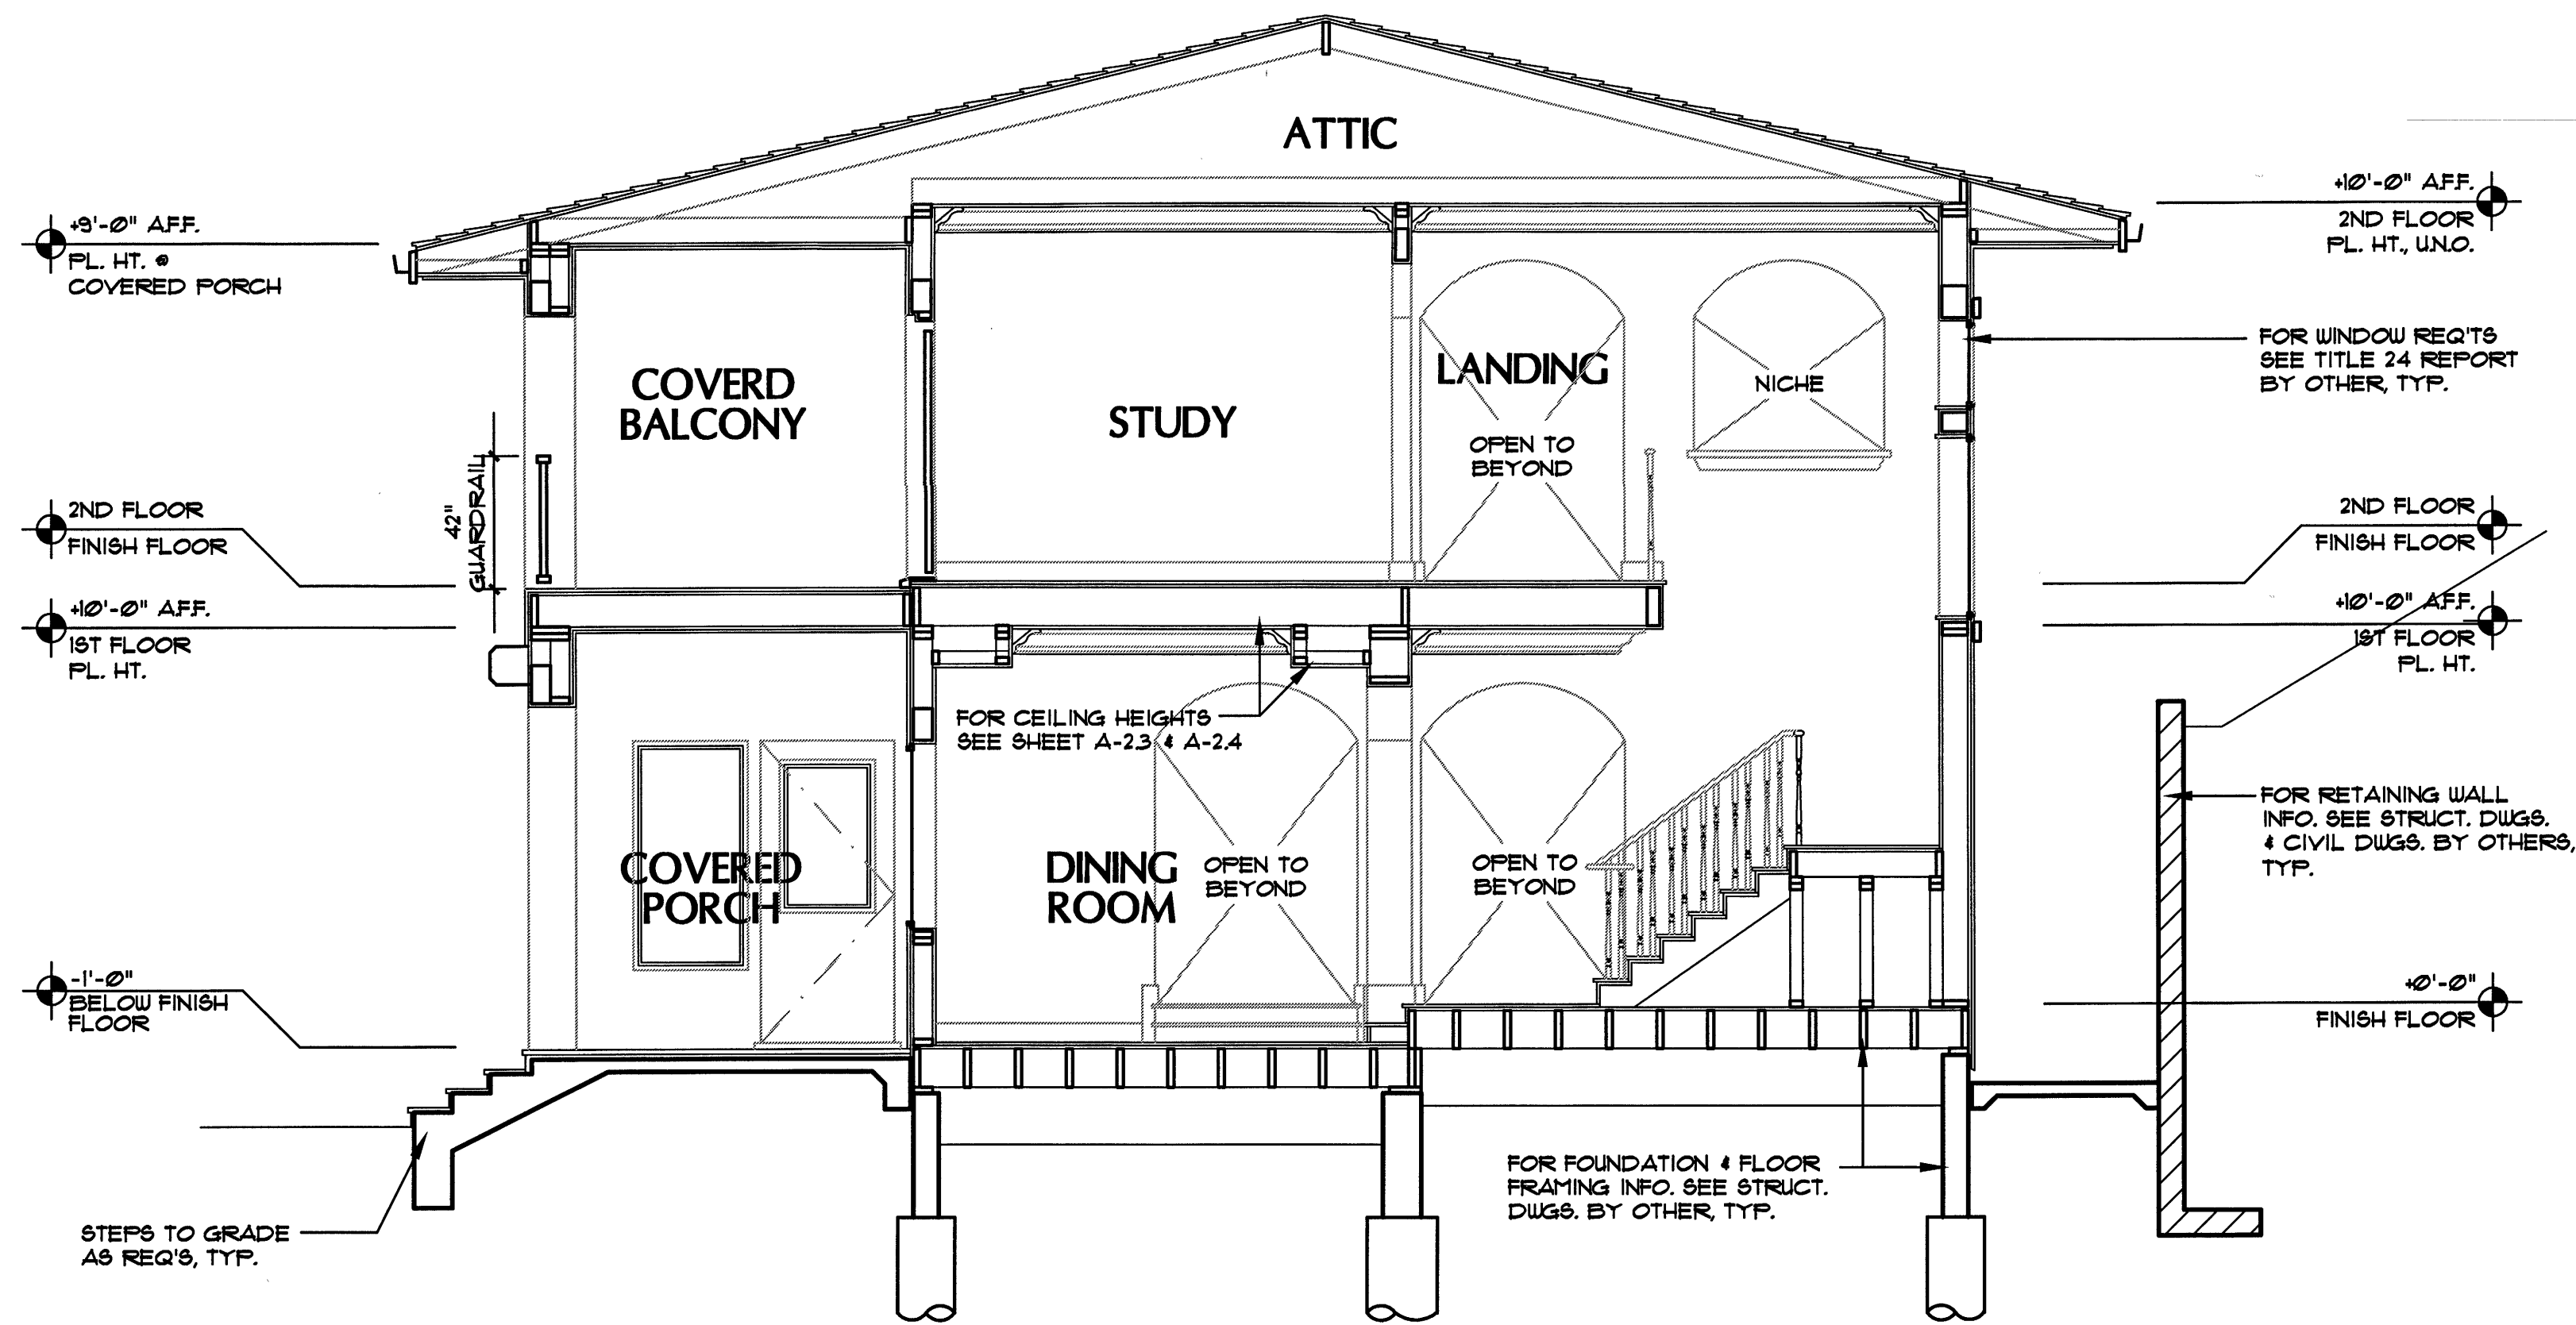 ATTIC
+9'-0" A.F.F.
PL. HT. @
COVERED PORCH
+10'-0" A.F.F.
2ND FLOOR
PL. HT., U.N.O.
FOR WINDOW REQ'TS
SEE TITLE 24 REPORT
BY OTHER, TYP.
COVERD
BALCONY
STUDY
LANDING
OPEN TO
BEYOND
NICHE
42"
GUARDRAIL
2ND FLOOR
FINISH FLOOR
2ND FLOOR
FINISH FLOOR
+10'-0" A.F.F.
1ST FLOOR
PL. HT.
+10'-0" A.F.F.
1ST FLOOR
PL. HT.
FOR CEILING HEIGHTS
SEE SHEET A-2.3 & A-2.4
FOR RETAINING WALL
INFO. SEE STRUCT. DWGS.
& CIVIL DWGS. BY OTHERS,
TYP.
COVERED
PORCH
DINING
ROOM
OPEN TO
BEYOND
OPEN TO
BEYOND
-1'-0"
BELOW FINISH
FLOOR
+0'-0"
FINISH FLOOR
FOR FOUNDATION & FLOOR
FRAMING INFO. SEE STRUCT.
DWGS. BY OTHER, TYP.
STEPS TO GRADE
AS REQ'S, TYP.